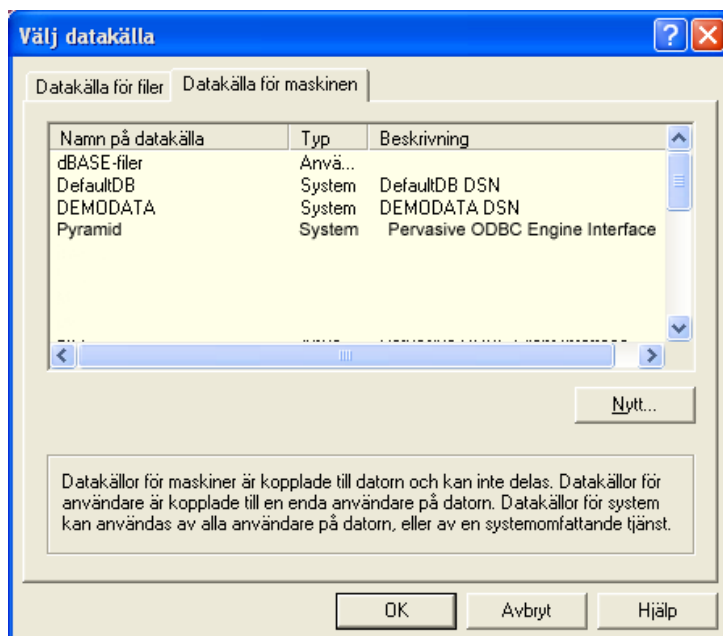 Välj datakälla
Datakälla för filer Datakälla för maskinen
Namn på datakälla Typ Beskrivning
dBASE-filer Anvä...
DefaultDB System DefaultDB DSN
DEMODATA System DEMODATA DSN
Pyramid System Pervasive ODBC Engine Interface
Nytt...
Datakällor för maskiner är kopplade till datorn och kan inte delas. Datakällor för
användare är kopplade till en enda användare på datorn. Datakällor för system
kan användas av alla användare på datorn, eller av en systemomfattande tjänst.
OK Avbryt Hjälp